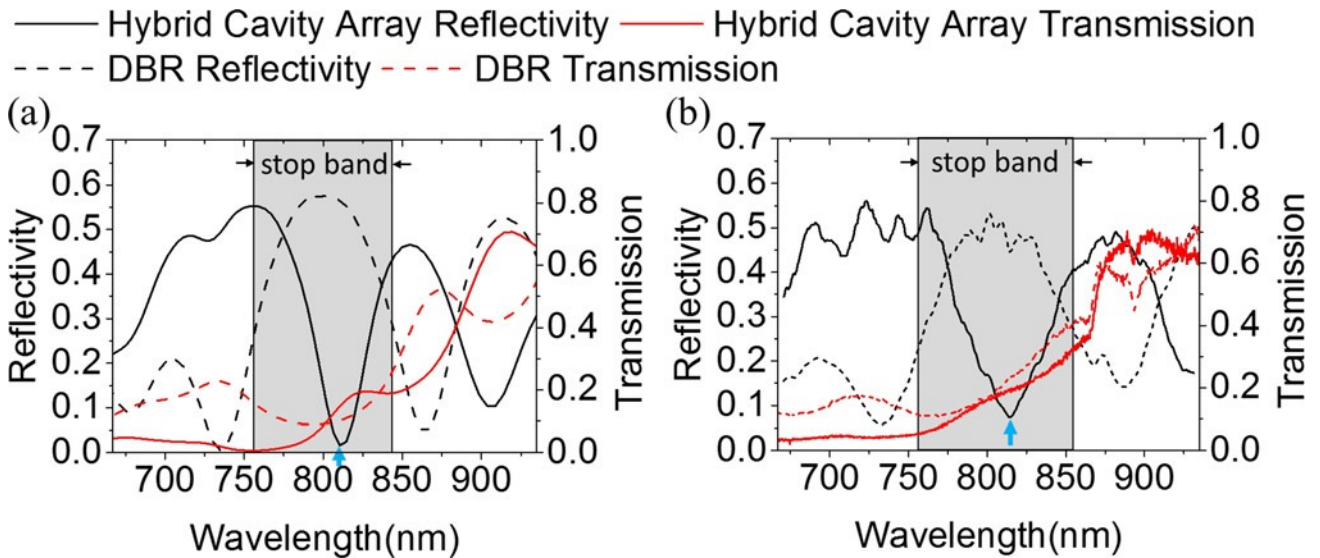 Hybrid Cavity Array Reflectivity Hybrid Cavity Array Transmission
DBR Reflectivity DBR Transmission
(a)
0.7
0.6
0.5
0.4
0.3
0.2
0.1
0.0
Reflectivity
stop band
1.0
0.8
0.6
0.4
0.2
0.0
Transmission
700 750 800 850 900
Wavelength(nm)
(b)
0.7
0.6
0.5
0.4
0.3
0.2
0.1
0.0
Reflectivity
stop band
1.0
0.8
0.6
0.4
0.2
0.0
Transmission
700 750 800 850 900
Wavelength(nm)